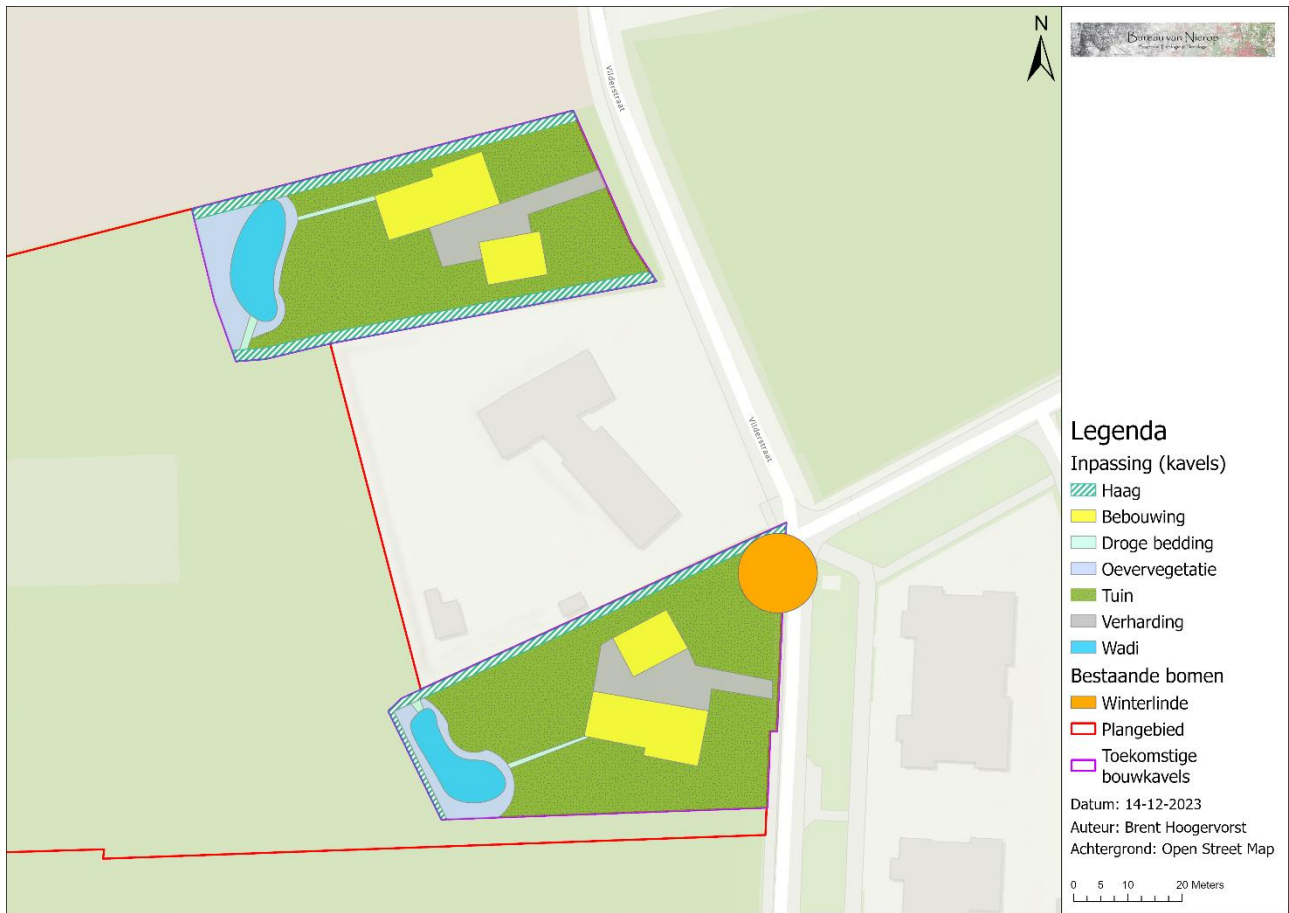 Vilderstraat
Vilderstraat
N
Bureau van Nierop
Legenda
Inpassing (kavels)
Haag
Bebouwing
Droge bedding
Oevervegetatie
Tuin
Verharding
Wadi
Bestaande bomen
Winterlinde
Plangebied
Toekomstige
bouwkavels
Datum: 14-12-2023
Auteur: Brent Hoogervorst
Achtergrond: Open Street Map
0 5 10 20 Meters